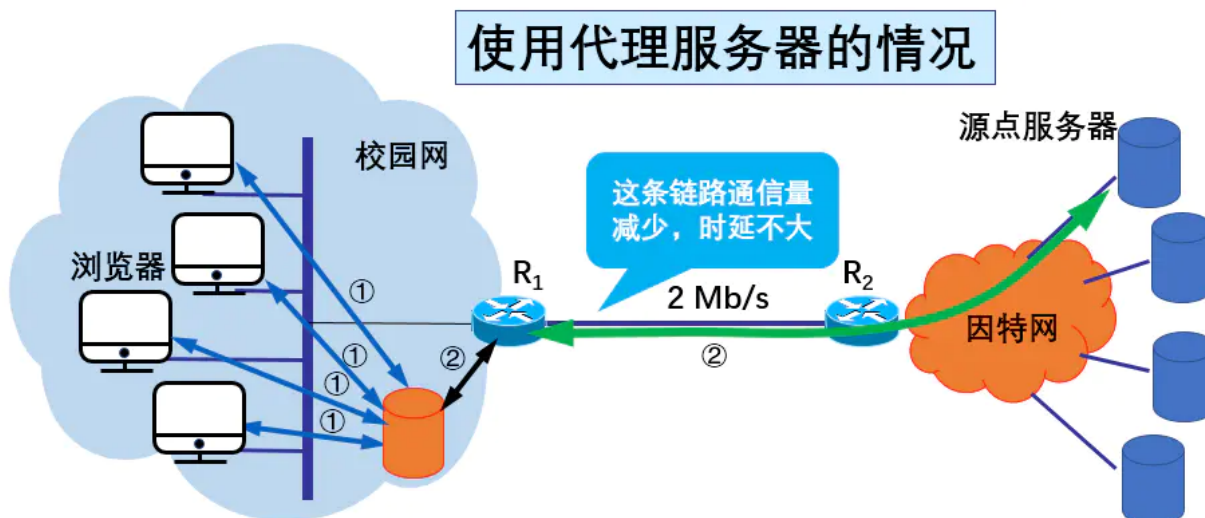 使用代理服务器的情况
源点服务器
校园网
这条链路通信量
减少，时延不大
浏览器
R1
R2
2 Mb/s
①
①
①
①
②
②
因特网